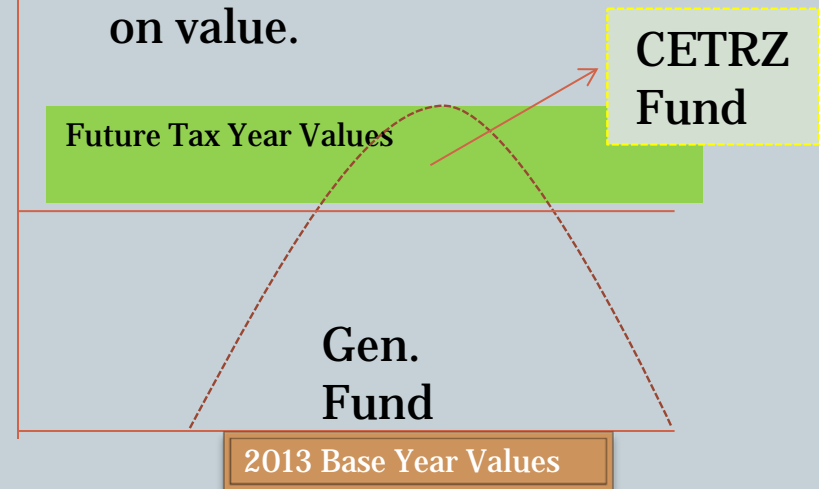 on value.
CETRZ
Fund
Future Tax Year Values
Gen.
Fund
2013 Base Year Values